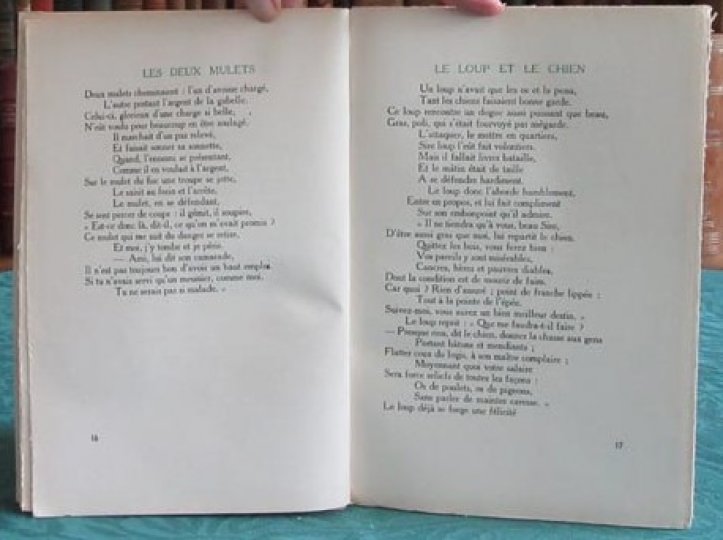 LES DEUX MULETS
Deux mulets cheminaient : l'un d'avoine chargé,
L'autre portant l'argent de la gabelle.
Celui-ci, glorieux d'une charge si belle,
N'eût voulu pour beaucoup en être soulagé.
Il marchait d'un pas relevé,
Et faisait sonner sa sonnette,
Quand, l'ennemi se présentant,
Comme il en voulait à l'argent,
Sur le mulet du fisc une troupe se jette,
Le saisit au frein et l'arrête,
Le mulet, en se défendant,
Se sent percer de coups : il gémit, il soupire,
« Est-ce donc là, dit-il, ce qu'on m'avait promis ?
Ce mulet qui me suit du danger se retire,
Et moi, j'y tombe et je péris.
— Ami, lui dit son camarade,
Il n'est pas toujours bon d'avoir un haut emploi
Si tu n'avais servi qu'un meunier, comme moi,
Tu ne serais pas si malade. »
16
LE LOUP ET LE CHIEN
Un loup n'avait que les os et la peau,
Tant les chiens faisaient bonne garde.
Ce loup rencontre un dogue aussi puissant que beau,
Gras, poli, qui s'était fourvoyé par mégarde.
L'attaquer, le mettre en quartiers,
Sire loup l'eût fait volontiers.
Mais il fallait livrer bataille,
Et le mâtin était de taille
A se défendre hardiment.
Le loup donc l'aborde humblement,
Entre en propos, et lui fait compliment
Sur son embonpoint qu'il admire.
« Il ne tiendra qu'à vous, beau Sire,
D'être aussi gras que moi, lui repartit le chien.
Quittez les bois, vous ferez bien :
Vos pareils y sont misérables,
Cancres, hères et pauvres diables,
Dont la condition est de mourir de faim.
Car quoi ? Rien d'assuré ; point de franche lippée ;
Tout à la pointe de l'épée.
Suivez-moi, vous aurez un bien meilleur destin. »
Le loup reprit : « Que me faudra-t-il faire ?
— Presque rien, dit le chien, donner la chasse aux gens
Portant bâtons et mendiants ;
Flatter ceux du logis, à son maître complaire ;
Moyennant quoi votre salaire
Sera force reliefs de toutes les façons :
Os de poulets, os de pigeons,
Sans parler de mainte caresse. »
Le loup déjà se forge une félicité
17